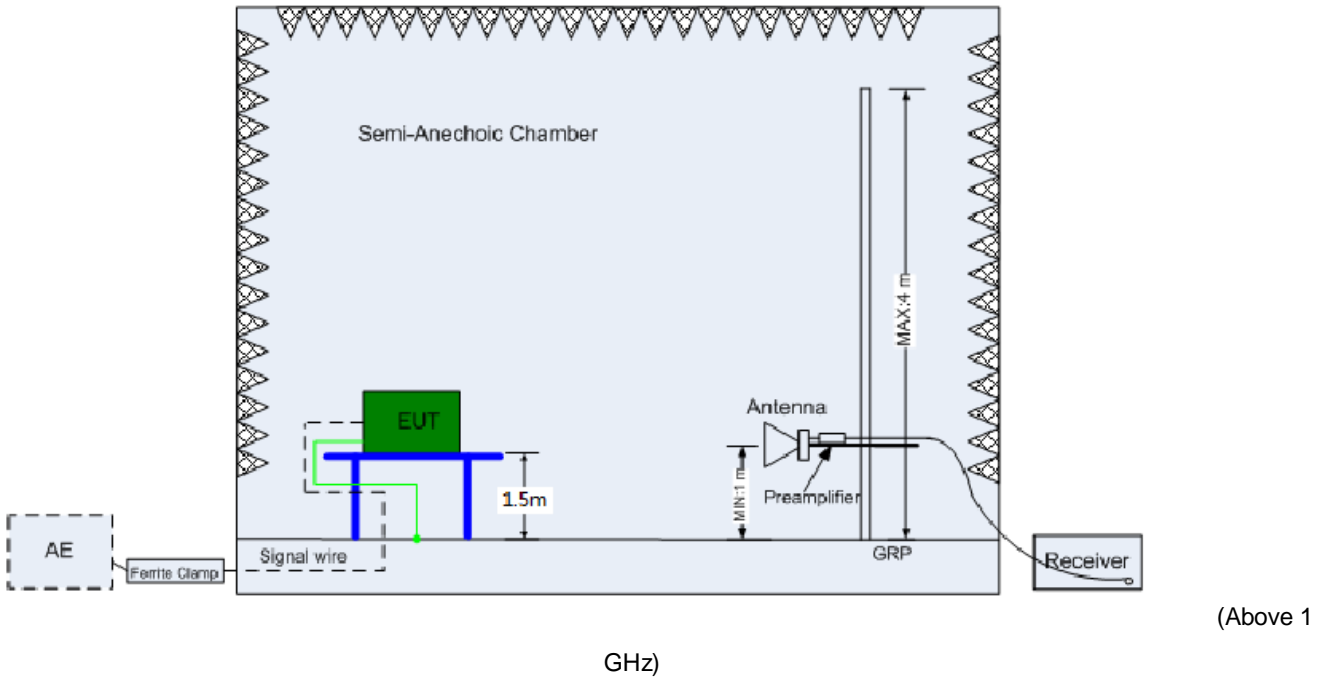 Semi-Anechoic Chamber
MAX:4 m
Antenna
EUT
MIN:1 m
Preamplifier
1.5m
AE
Ferrite Clamp
Signal wire
GRP
Receiver
(Above 1
GHz)